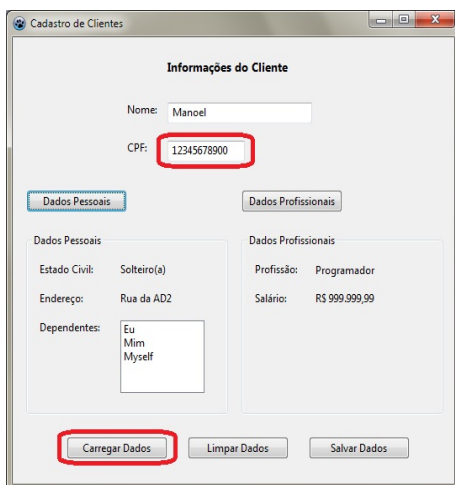 Cadastro de Clientes
Informações do Cliente
Nome: Manoel
CPF: 12345678900
Dados Pessoais Dados Profissionais
Dados Pessoais Dados Profissionais
Estado Civil: Solteiro(a) Profissão: Programador
Endereço: Rua da AD2 Salário: R$ 999.999,99
Dependentes: Eu
Mim
Myself
Carregar Dados Limpar Dados Salvar Dados